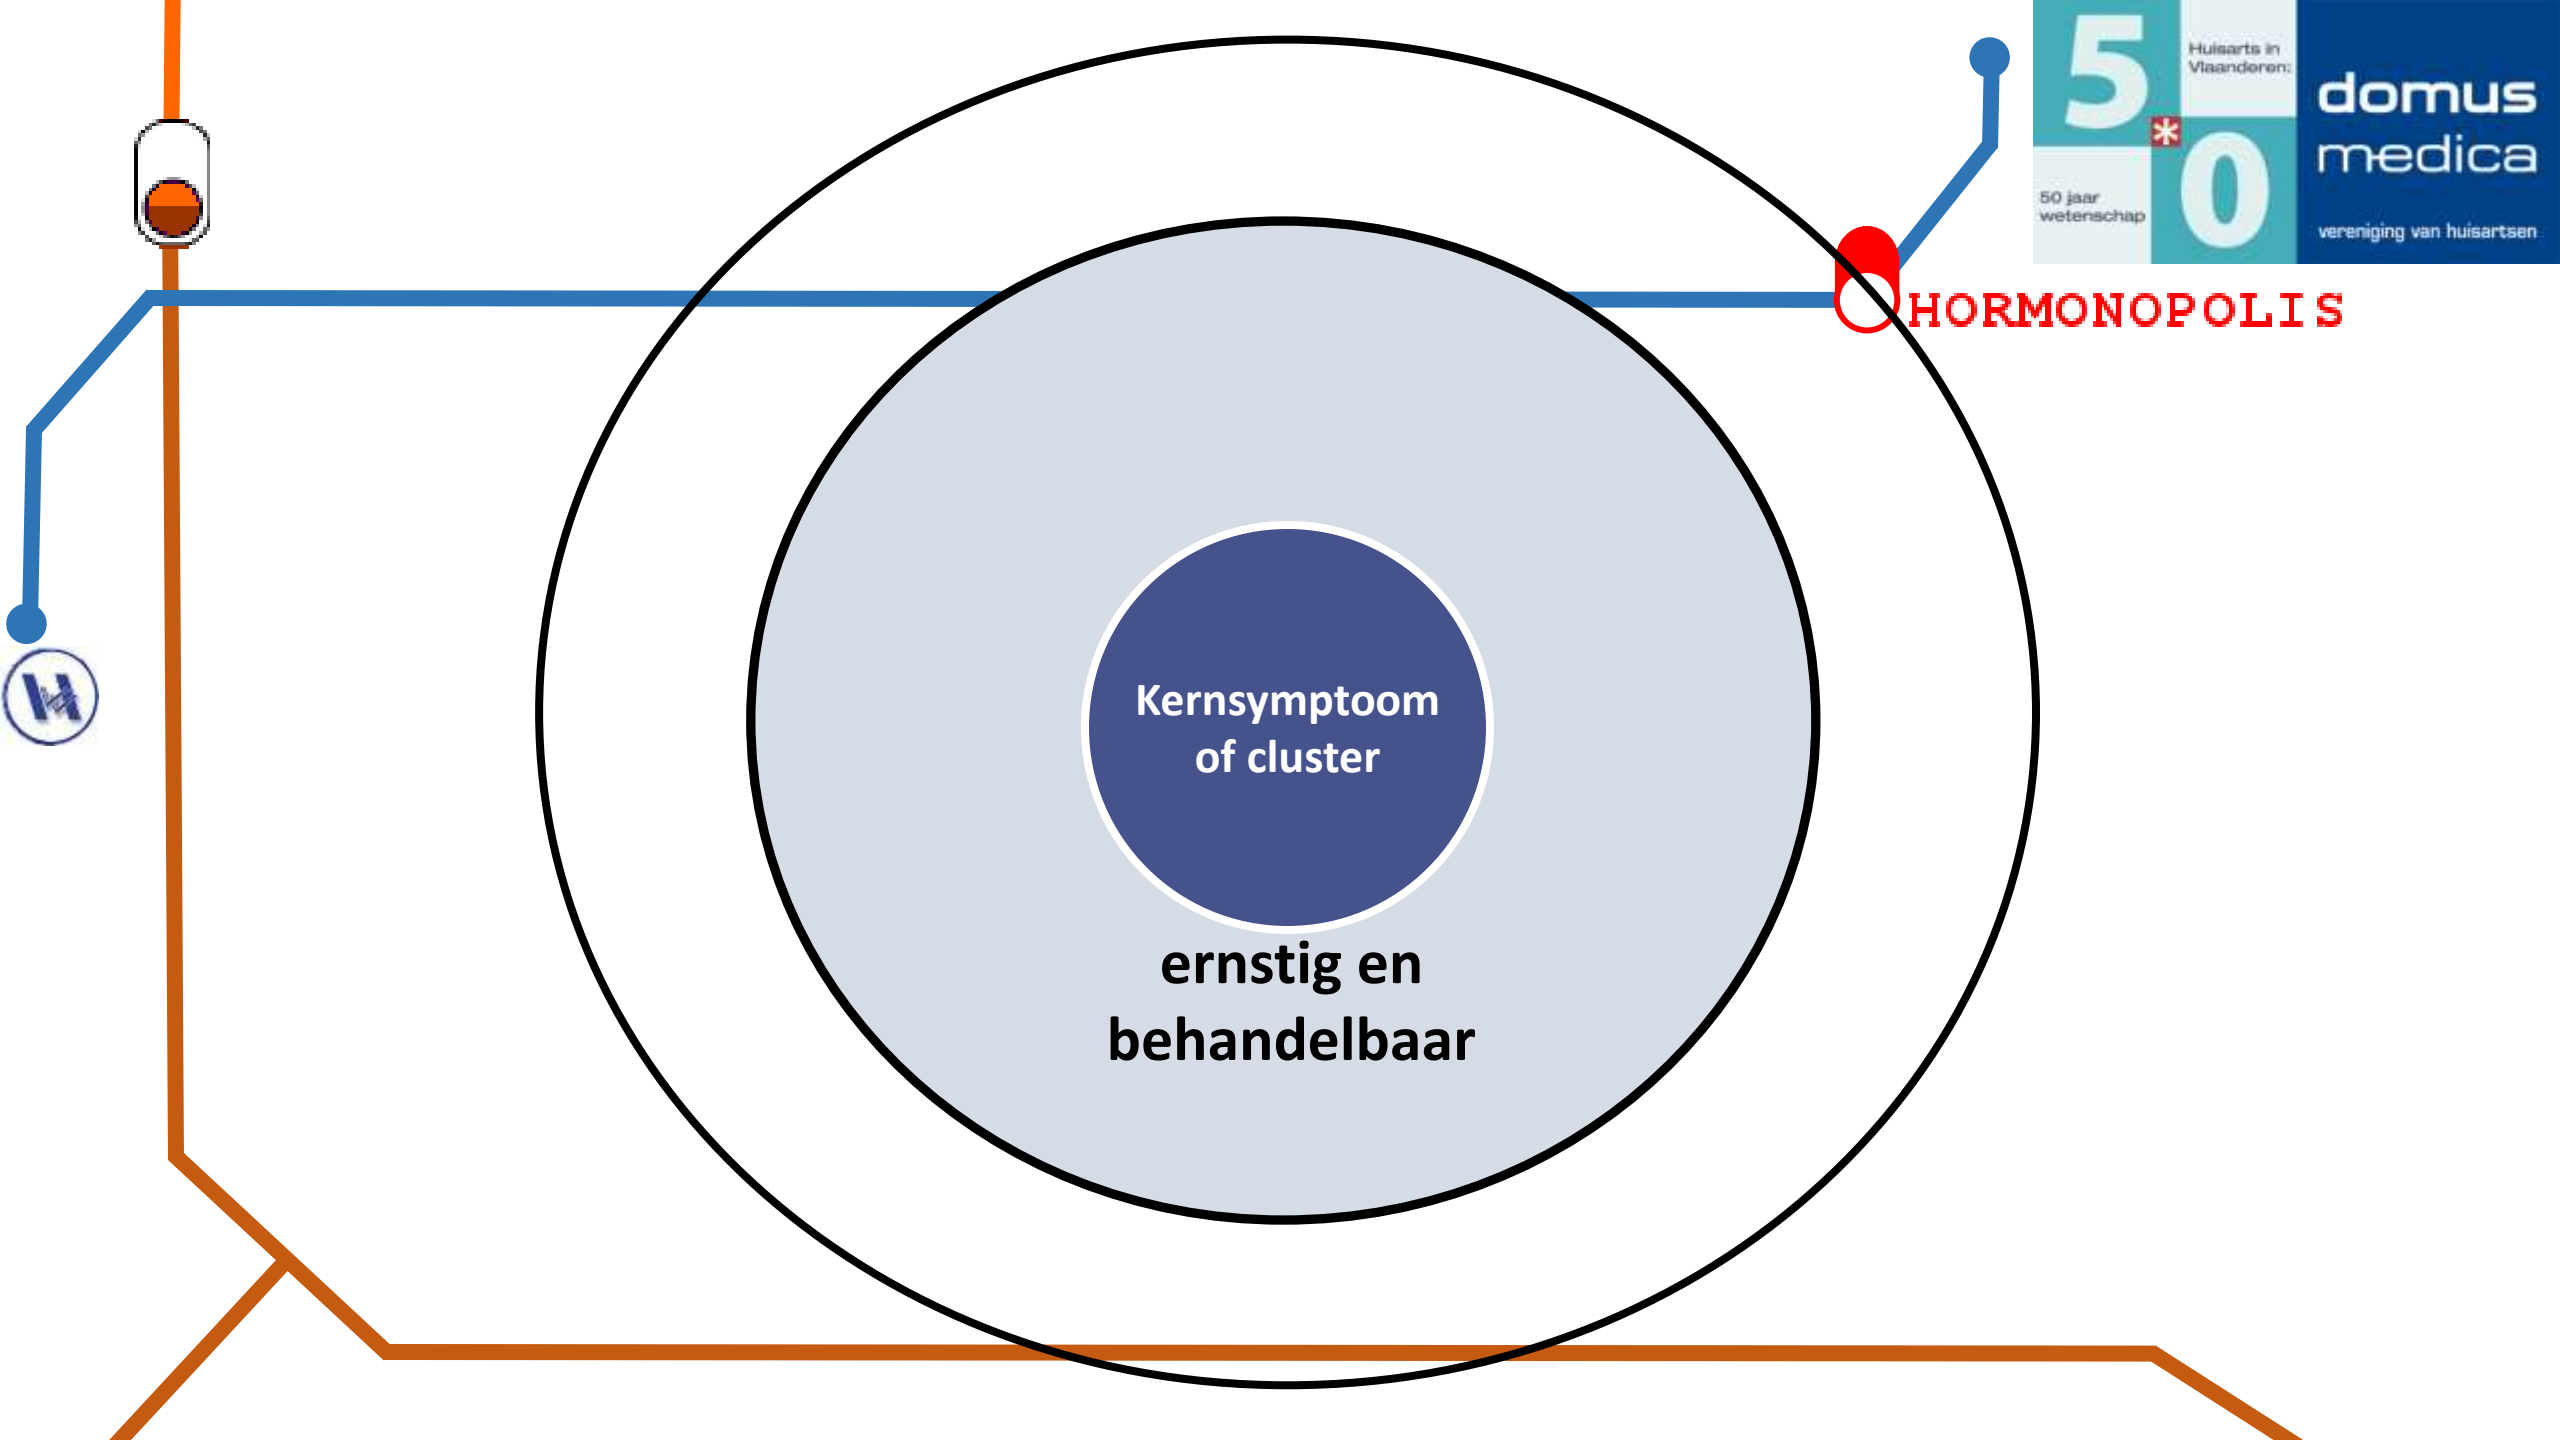 5*0
Huisarts in
Vlaanderen:
50 jaar
wetenschap
domus
medica
vereniging van huisartsen
HORMONOPOLIS
Kernsymptoom
of cluster
ernstig en
behandelbaar